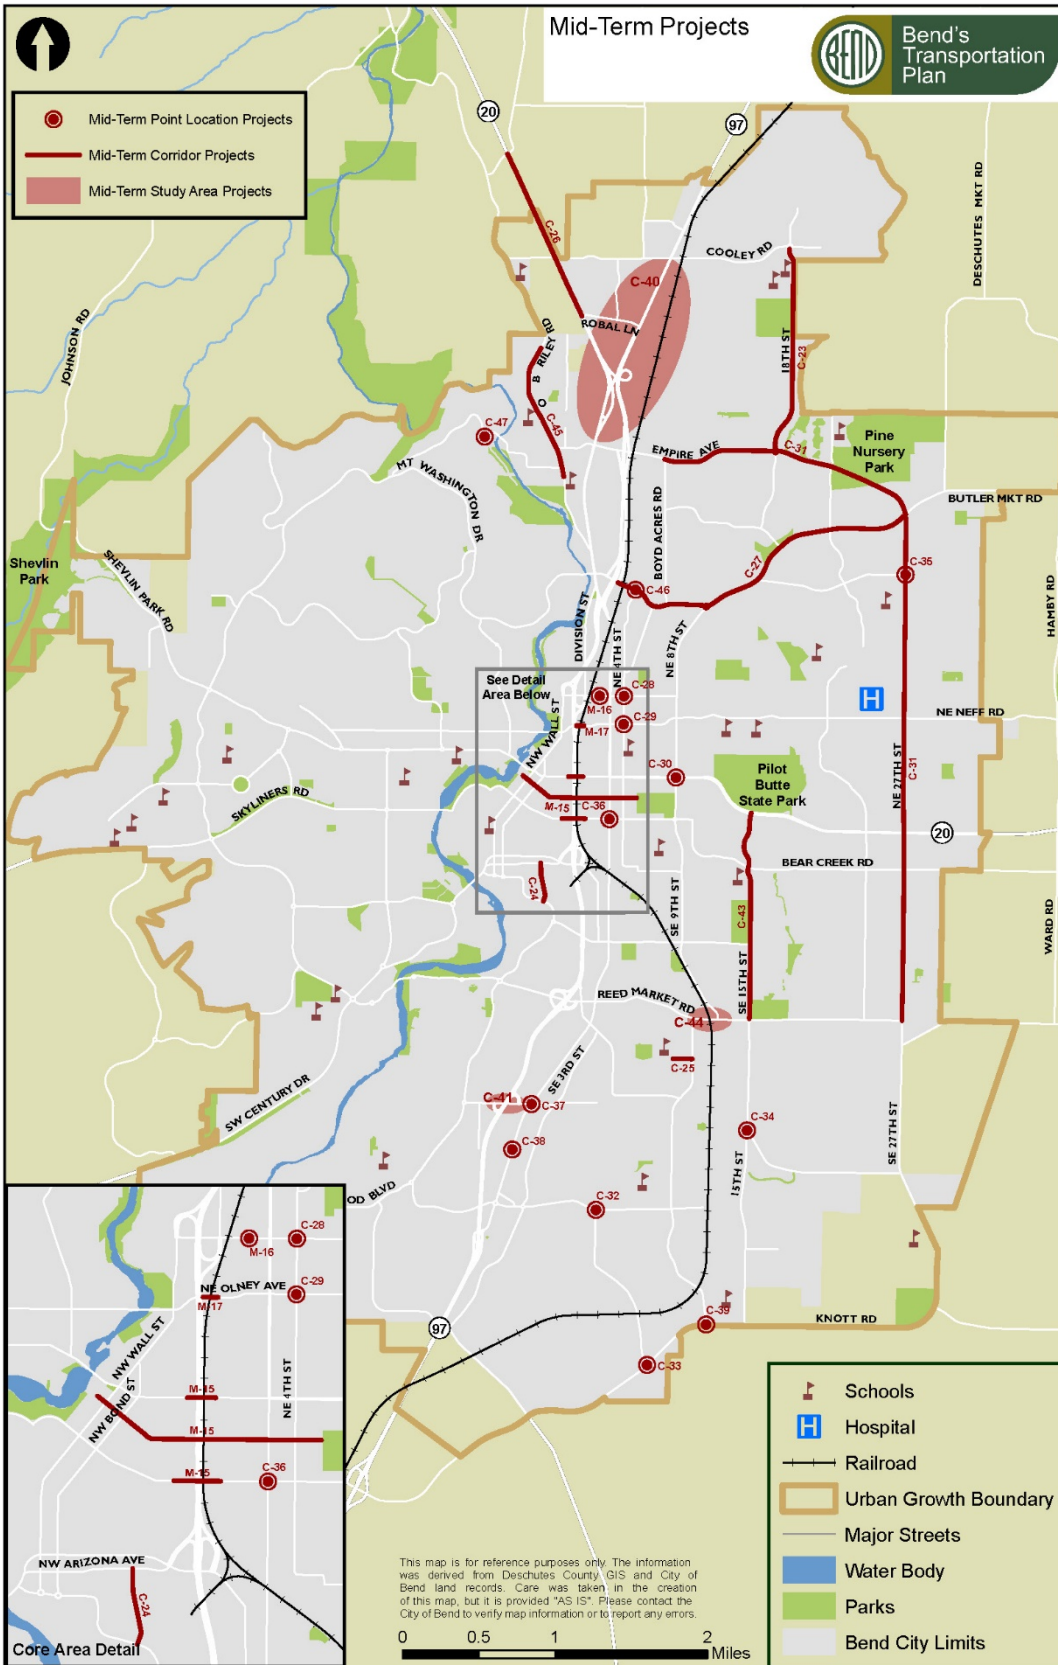 Mid-Term Projects
BEND
Bend's
Transportation
Plan
Mid-Term Point Location Projects
Mid-Term Corridor Projects
Mid-Term Study Area Projects
20
97
DESCHUTES MKT RD
C-26
COOLEY RD
C-40
ROBAL LN
JOHNSON RD
O B RILEY RD
18TH ST
C-23
C-45
C-47
EMPIRE AVE
C-31
Pine
Nursery
Park
MT WASHINGTON DR
BUTLER MKT RD
BOYD ACRES RD
Shevlin
Park
SHEVLIN PARK RD
C-27
C-35
C-46
HAMBY RD
DIVISION ST
NE 4TH ST
NE 8TH ST
See Detail
Area Below
C-28
M-16
H
NE NEFF RD
C-29
M-17
NW WALL ST
C-30
Pilot
Butte
State Park
NE 27TH ST
C-31
SKYLINERS RD
M-15
C-36
20
BEAR CREEK RD
C-24
SE 9TH ST
C-43
WARD RD
SE 15TH ST
REED MARKET RD
C-44
C-25
SE 3RD ST
C-41
C-37
SW CENTURY DR
C-34
C-38
15TH ST
SE 27TH ST
OD BLVD
C-32
C-39
KNOTT RD
97
C-33
C-28
M-16
NE OLNEY AVE
C-29
M-17
NW WALL ST
NW BOND ST
M-15
NE 4TH ST
M-15
M-15
C-36
NW ARIZONA AVE
C-24
Core Area Detail
Schools
H
Hospital
Railroad
Urban Growth Boundary
Major Streets
Water Body
Parks
Bend City Limits
This map is for reference purposes only. The information
was derived from Deschutes County GIS and City of
Bend land records. Care was taken in the creation
of this map, but it is provided "AS IS". Please contact the
City of Bend to verify map information or to report any errors.
0 0.5 1 2
Miles